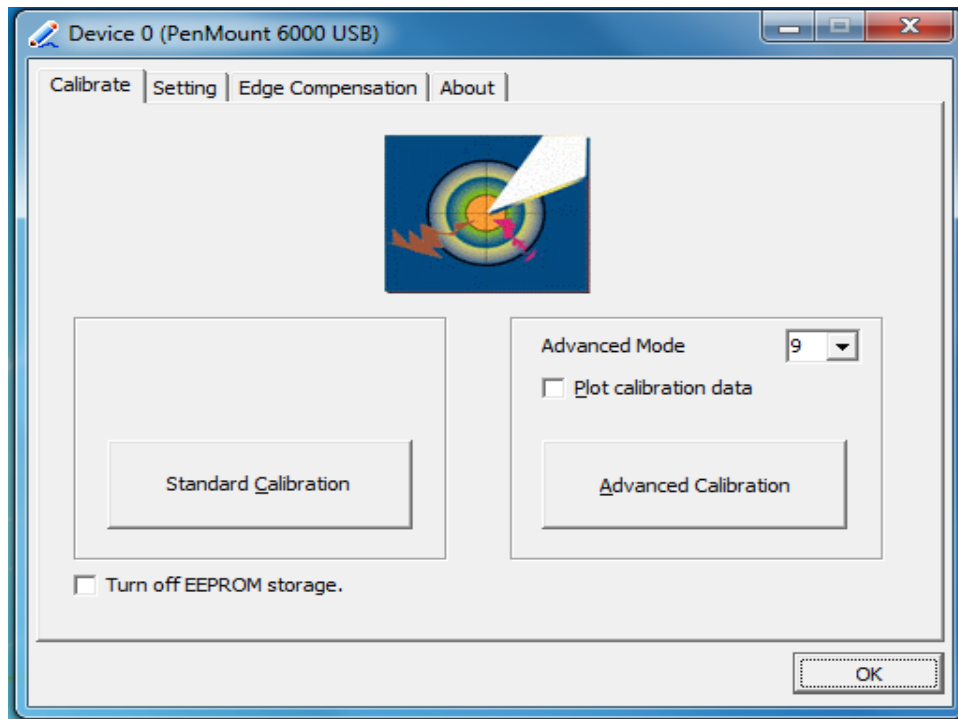 Device 0 (PenMount 6000 USB)
Calibrate Setting Edge Compensation About
Advanced Mode 9
Plot calibration data
Standard Calibration
Advanced Calibration
Turn off EEPROM storage.
OK